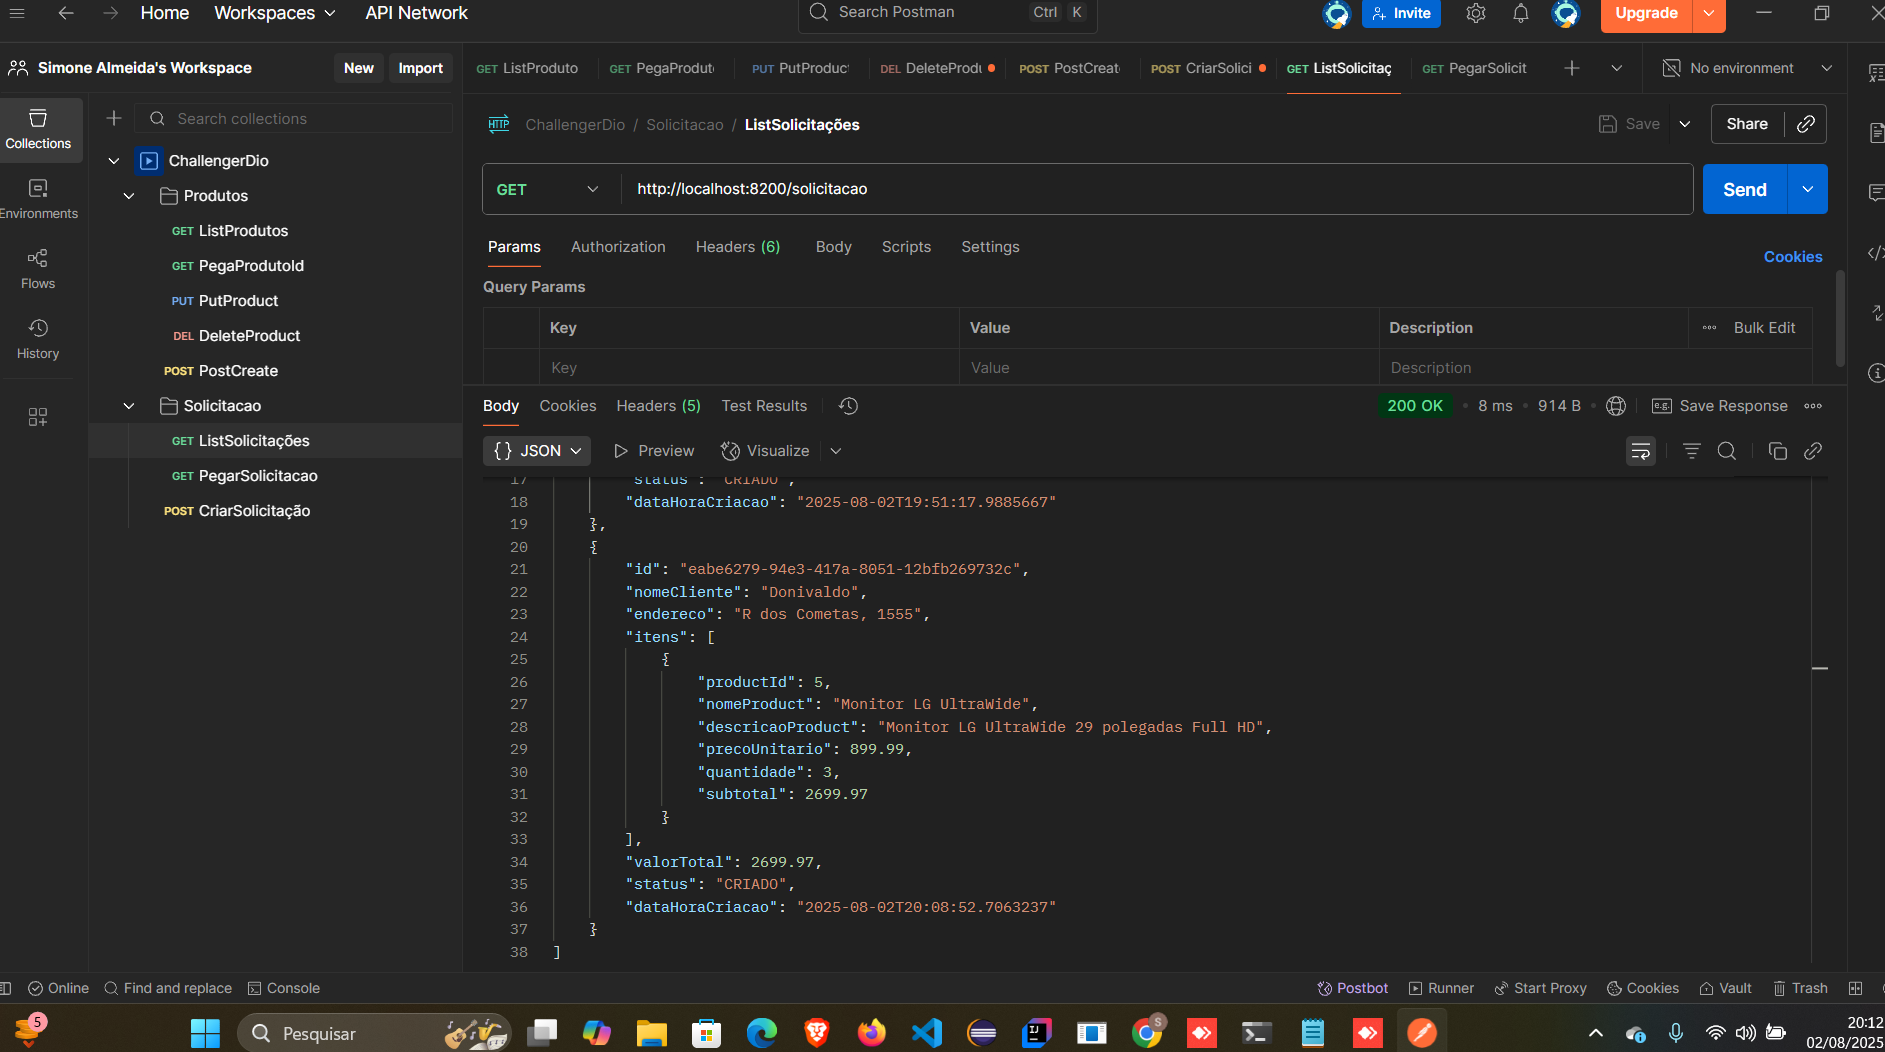 Home
Workspaces
API Network
Search Postman
Ctrl
K
Invite
Upgrade
Simone Almeida's Workspace
New
Import
GET ListProduto
GET PegaProdut
PUT PutProduc
DEL DeleteProdu
POST PostCreat
POST CriarSolici
GET ListSolicitaç
GET PegarSolicit
No environment
Collections
Environments
Flows
History
Search collections
ChallengerDio
Produtos
GET ListProdutos
GET PegaProdutoId
PUT PutProduct
DEL DeleteProduct
POST PostCreate
Solicitacao
GET ListSolicitações
GET PegarSolicitacao
POST CriarSolicitação
HTTP
ChallengerDio / Solicitacao / ListSolicitações
Save
Share
GET
http://localhost:8200/solicitacao
Send
Params
Authorization
Headers (6)
Body
Scripts
Settings
Cookies
Query Params
Key
Value
Description
Bulk Edit
Key
Value
Description
Body
Cookies
Headers (5)
Test Results
200 OK
8 ms
914 B
e.g.
Save Response
{} JSON
Preview
Visualize
17 "status": "CRIADO",
18 "dataHoraCriacao": "2025-08-02T19:51:17.9885667"
19 },
20 {
21 "id": "eabe6279-94e3-417a-8051-12bfb269732c",
22 "nomeCliente": "Donivaldo",
23 "endereco": "R dos Cometas, 1555",
24 "itens": [
25 {
26 "productId": 5,
27 "nomeProduct": "Monitor LG UltraWide",
28 "descricaoProduct": "Monitor LG UltraWide 29 polegadas Full HD",
29 "precoUnitario": 899.99,
30 "quantidade": 3,
31 "subtotal": 2699.97
32 }
33 ],
34 "valorTotal": 2699.97,
35 "status": "CRIADO",
36 "dataHoraCriacao": "2025-08-02T20:08:52.7063237"
37 }
38 ]
Online
Find and replace
Console
Postbot
Runner
Start Proxy
Cookies
Vault
Trash
5
Pesquisar
IJ
S
20:12
02/08/2025